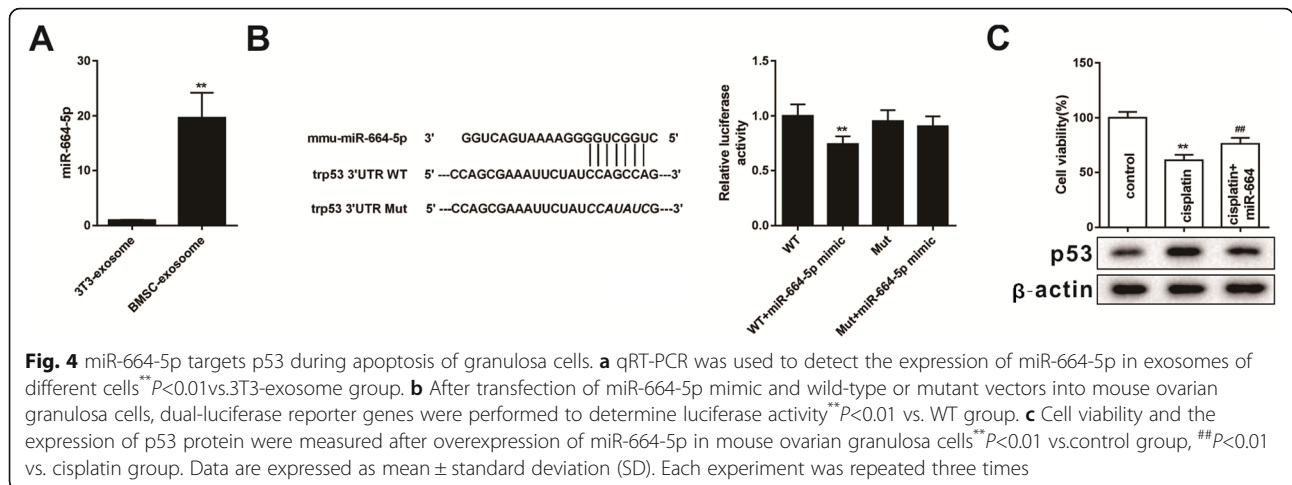 A
B
C
miR-664-5p
30
20
10
0
**
3T3-exosome
BMSC-exosoome
mmu-miR-664-5p 3' GGUCAGUAAAAGGGGUCGGUC 5'
trp53 3'UTR WT 5' ---CCAGCGAAAUUCUAUCCAGCCAG---3'
trp53 3'UTR Mut 5' ---CCAGCGAAAUUCUAUCCAUAUCG---3'
Relative luciferase
activity
1.5
1.0
0.5
0.0
**
WT
WT+miR-664-5p mimic
Mut
Mut+miR-664-5p mimic
Cell viability(%)
150
100
50
0
control
**
cisplatin
##
cisplatin+
miR-664
p53
β-actin
Fig. 4 miR-664-5p targets p53 during apoptosis of granulosa cells. a qRT-PCR was used to detect the expression of miR-664-5p in exosomes of
different cells**P<0.01vs.3T3-exosome group. b After transfection of miR-664-5p mimic and wild-type or mutant vectors into mouse ovarian
granulosa cells, dual-luciferase reporter genes were performed to determine luciferase activity**P<0.01 vs. WT group. c Cell viability and the
expression of p53 protein were measured after overexpression of miR-664-5p in mouse ovarian granulosa cells**P<0.01 vs.control group, ##P<0.01
vs. cisplatin group. Data are expressed as mean ± standard deviation (SD). Each experiment was repeated three times